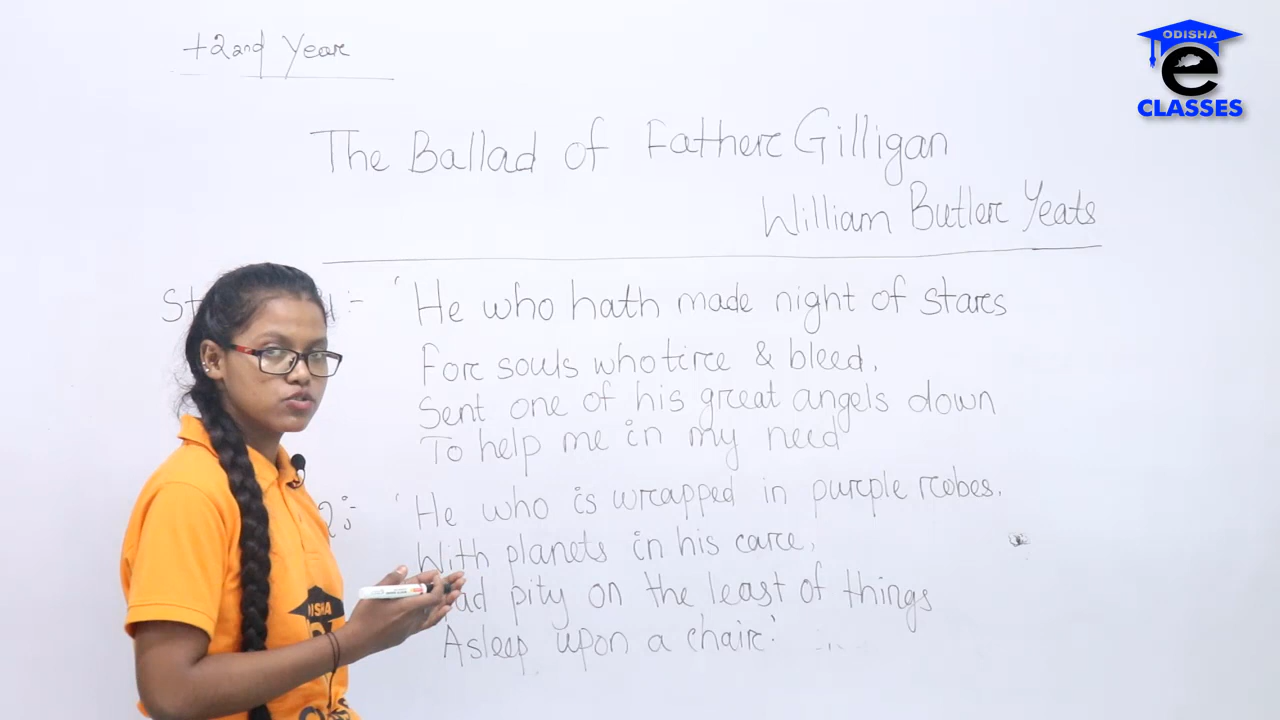 +2 2nd Year
ODISHA
e
CLASSES
The Ballad of Father Gilligan
William Butler Yeats
'He who hath made night of stars
For souls who tire & bleed,
Sent one of his great angels down
To help me in my need
2:- 'He who is wrapped in purple robes.
With planets in his care,
Had pity on the least of things
Asleep upon a chair.'